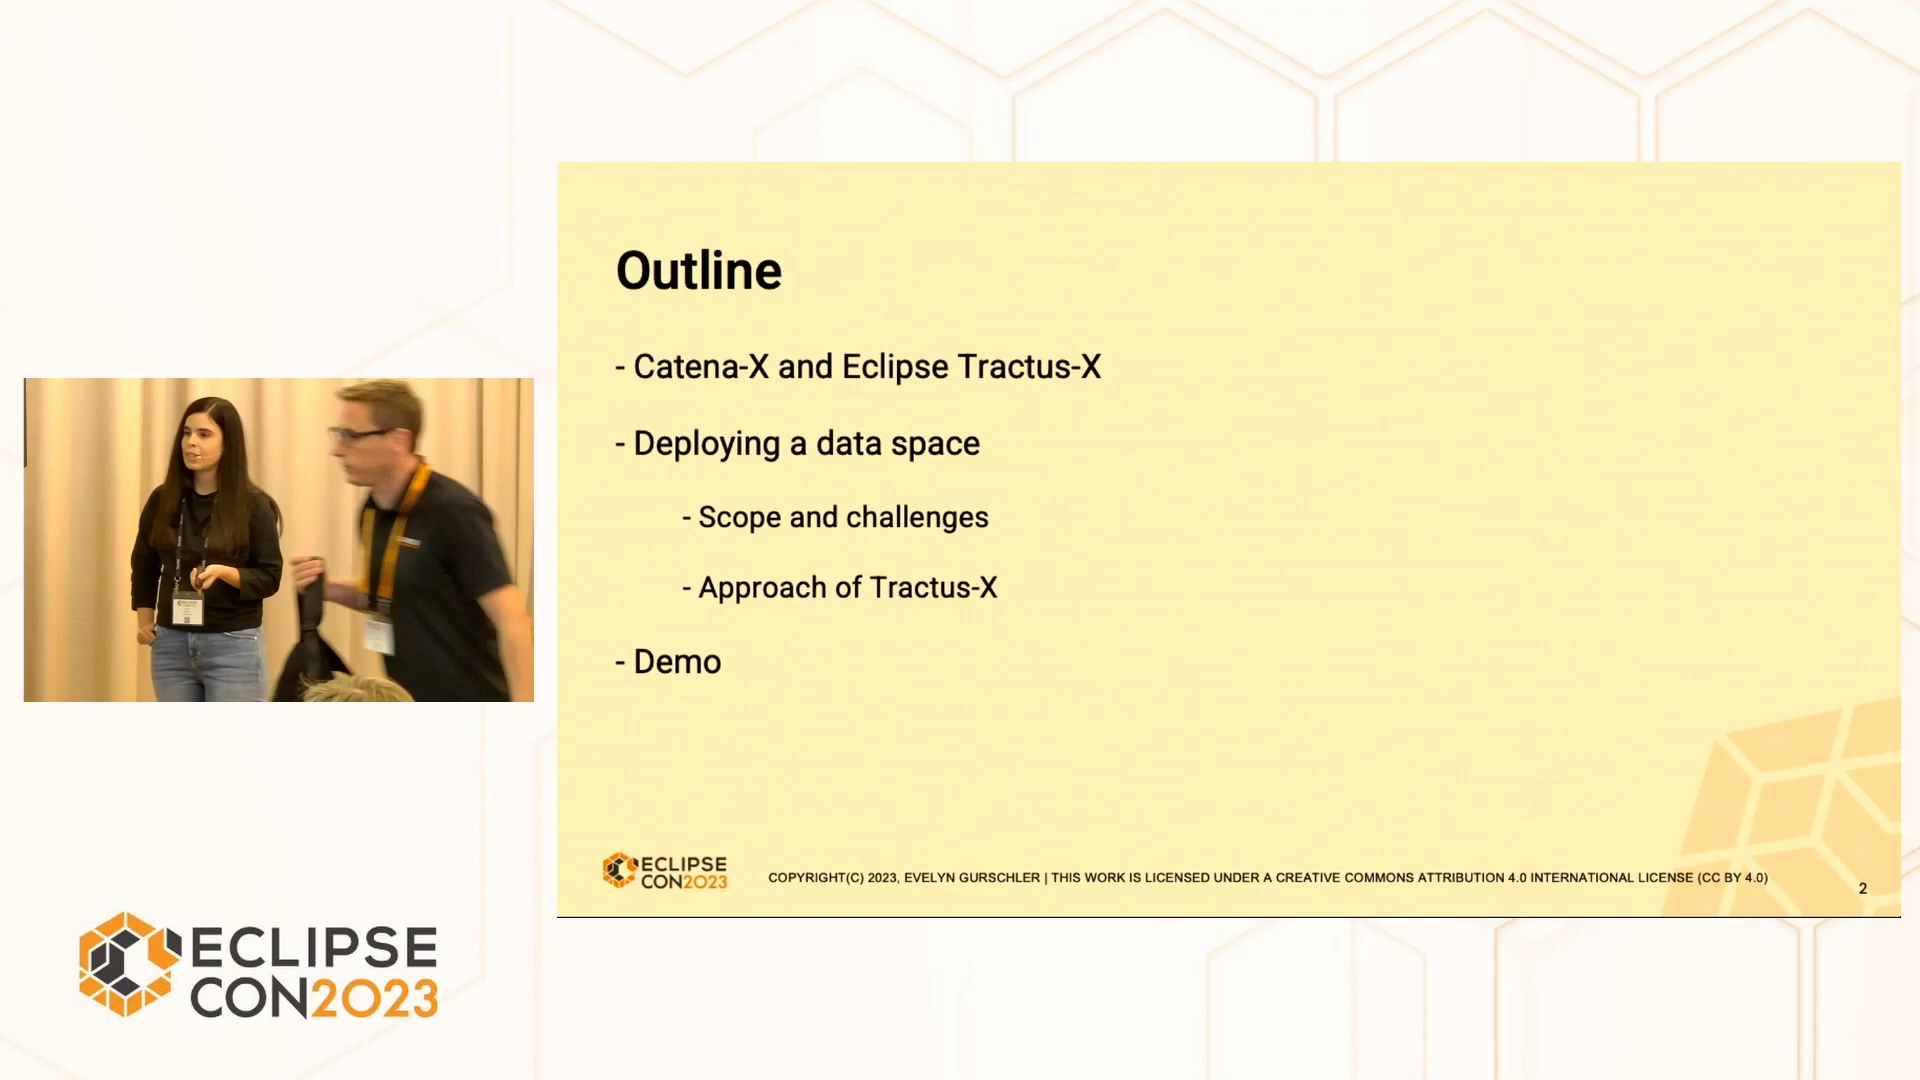 Outline
- Catena-X and Eclipse Tractus-X
- Deploying a data space
- Scope and challenges
- Approach of Tractus-X
- Demo
ECLIPSE
CON2023
COPYRIGHT(C) 2023, EVELYN GURSCHLER | THIS WORK IS LICENSED UNDER A CREATIVE COMMONS ATTRIBUTION 4.0 INTERNATIONAL LICENSE (CC BY 4.0)
2
ECLIPSE
CON2023